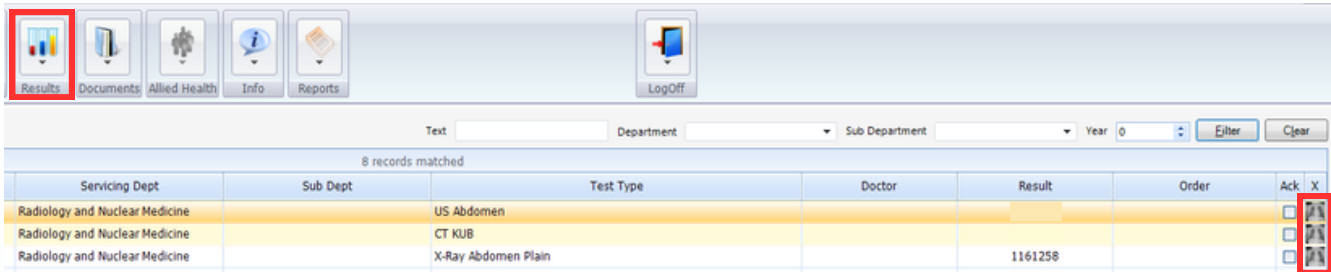 Results Documents Allied Health Info Reports LogOff
Text Department Sub Department Year 0 Filter Clear
8 records matched
Servicing Dept Sub Dept Test Type Doctor Result Order Ack X
Radiology and Nuclear Medicine US Abdomen
Radiology and Nuclear Medicine CT KUB
Radiology and Nuclear Medicine X-Ray Abdomen Plain 1161258